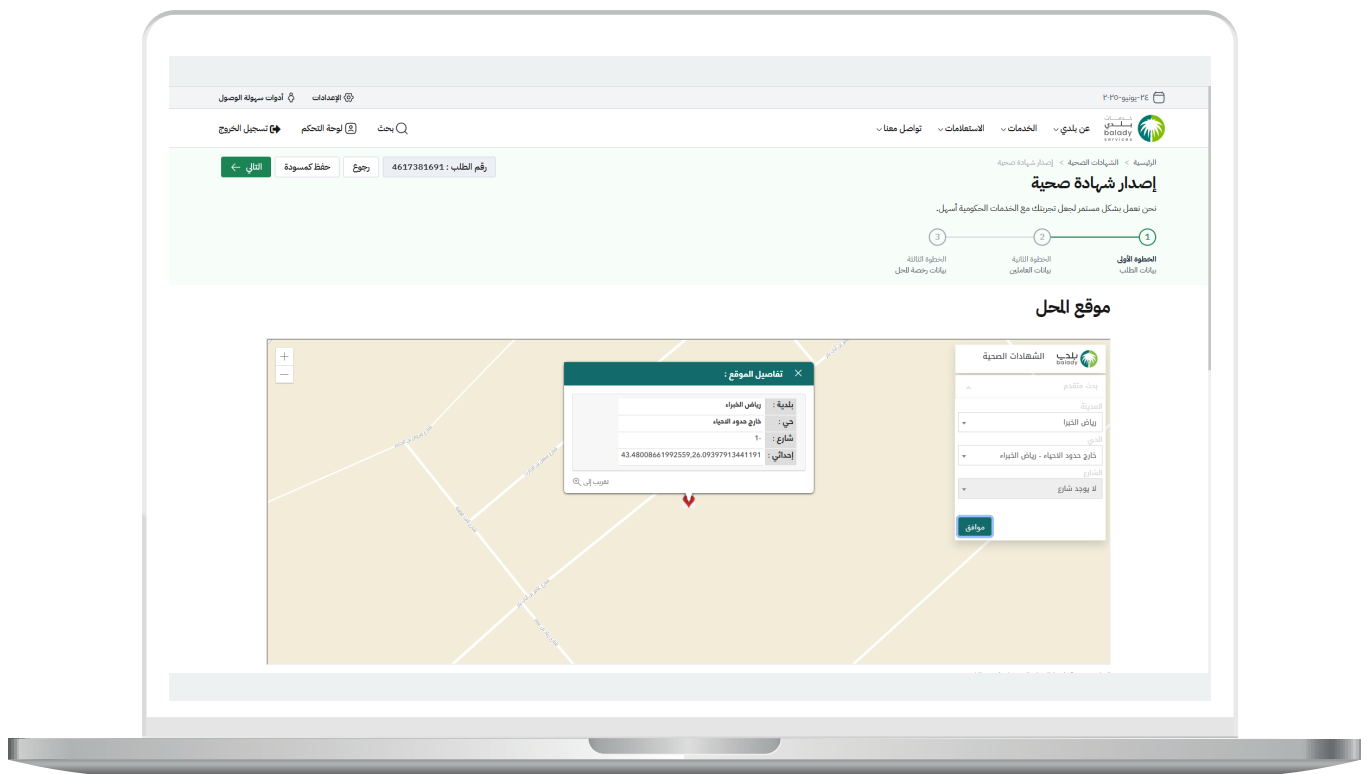 ٢٤-يونيو-٢٠٢٥
الإعدادات
أدوات سهولة الوصول
خدمات
بلدي
balady
services
عن بلدي
الخدمات
الاستعلامات
تواصل معنا
بحث
لوحة التحكم
تسجيل الخروج
الرئيسية > الشهادات الصحية > إصدار شهادة صحية
رقم الطلب : 4617381691
رجوع
حفظ كمسودة
التالي
إصدار شهادة صحية
نحن نعمل بشكل مستمر لجعل تجربتك مع الخدمات الحكومية أسهل.
1
2
3
الخطوة الأولى
بيانات الطلب
الخطوة الثانية
بيانات العاملين
الخطوة الثالثة
بيانات رخصة المحل
موقع المحل
بلدي
balady
الشهادات الصحية
بحث متقدم
المدينة
رياض الخبرا
الحي
خارج حدود الاحياء - رياض الخبراء
الشارع
لا يوجد شارع
موافق
تفاصيل الموقع :
بلدية : رياض الخبراء
حي : خارج حدود الاحياء
شارع : 1-
إحداثي : 43.48008661992559,26.09397913441191
تقريب إلى